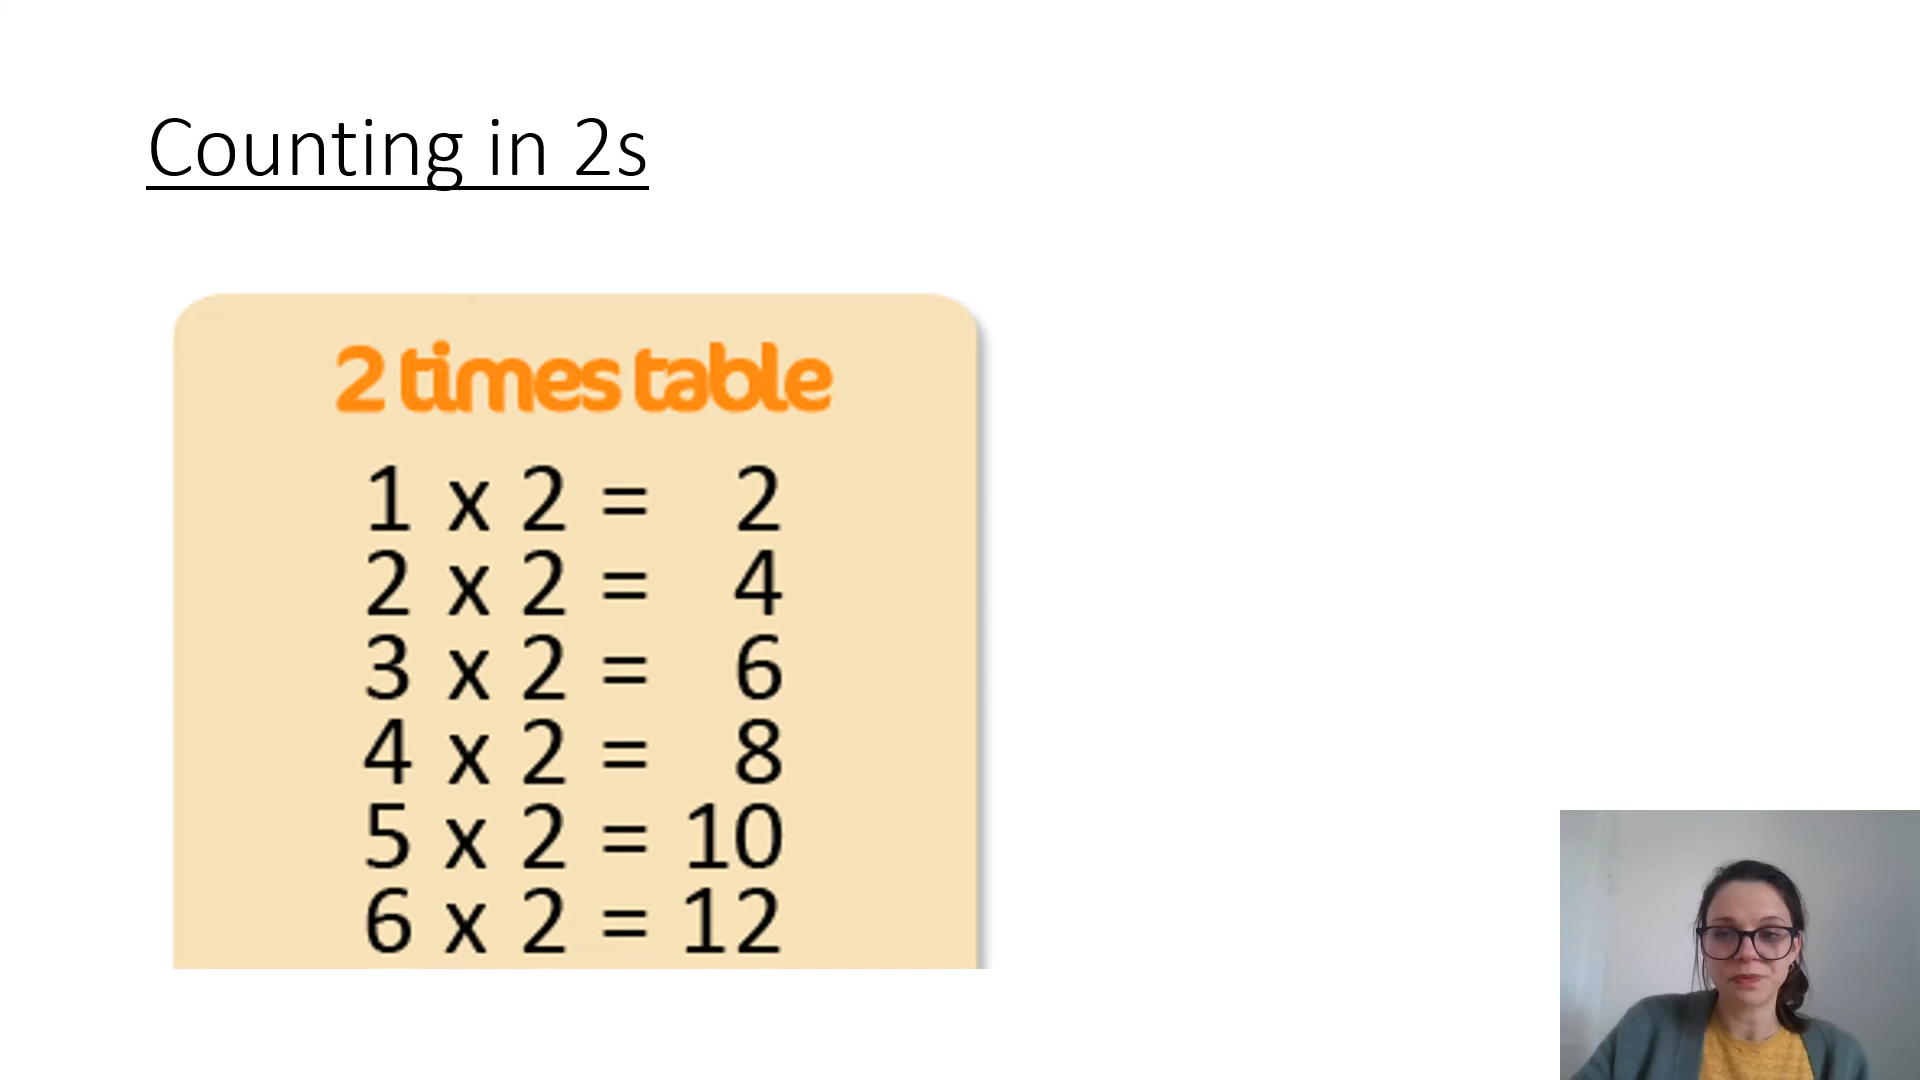 Counting in 2s
2 times table
1 x 2 = 2
2 x 2 = 4
3 x 2 = 6
4 x 2 = 8
5 x 2 = 10
6 x 2 = 12